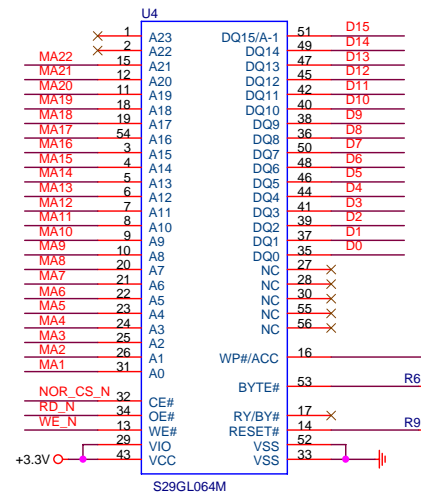 U4
1 A23 DQ15/A-1 51 D15
2 A22 DQ14 49 D14
MA22 15 A21 DQ13 47 D13
MA21 12 A20 DQ12 45 D12
MA20 11 A19 DQ11 42 D11
MA19 18 A18 DQ10 40 D10
MA18 19 A17 DQ9 38 D9
MA17 54 A16 DQ8 36 D8
MA16 3 A15 DQ7 50 D7
MA15 4 A14 DQ6 48 D6
MA14 5 A13 DQ5 46 D5
MA13 6 A12 DQ4 44 D4
MA12 7 A11 DQ3 41 D3
MA11 8 A10 DQ2 39 D2
MA10 9 A9 DQ1 37 D1
MA9 10 A8 DQ0 35 D0
MA8 20 A7 NC 27
MA7 21 A6 NC 28
MA6 22 A5 NC 30
MA5 23 A4 NC 55
MA4 24 A3 NC 56
MA3 25 A2
MA2 26 A1 WP#/ACC 16
MA1 31 A0
BYTE# 53 R6
NOR_CS_N 32 CE#
RD_N 34 OE# RY/BY# 17
WE_N 13 WE# RESET# 14 R9
29 VIO VSS 52
+3.3V 43 VCC VSS 33
S29GL064M